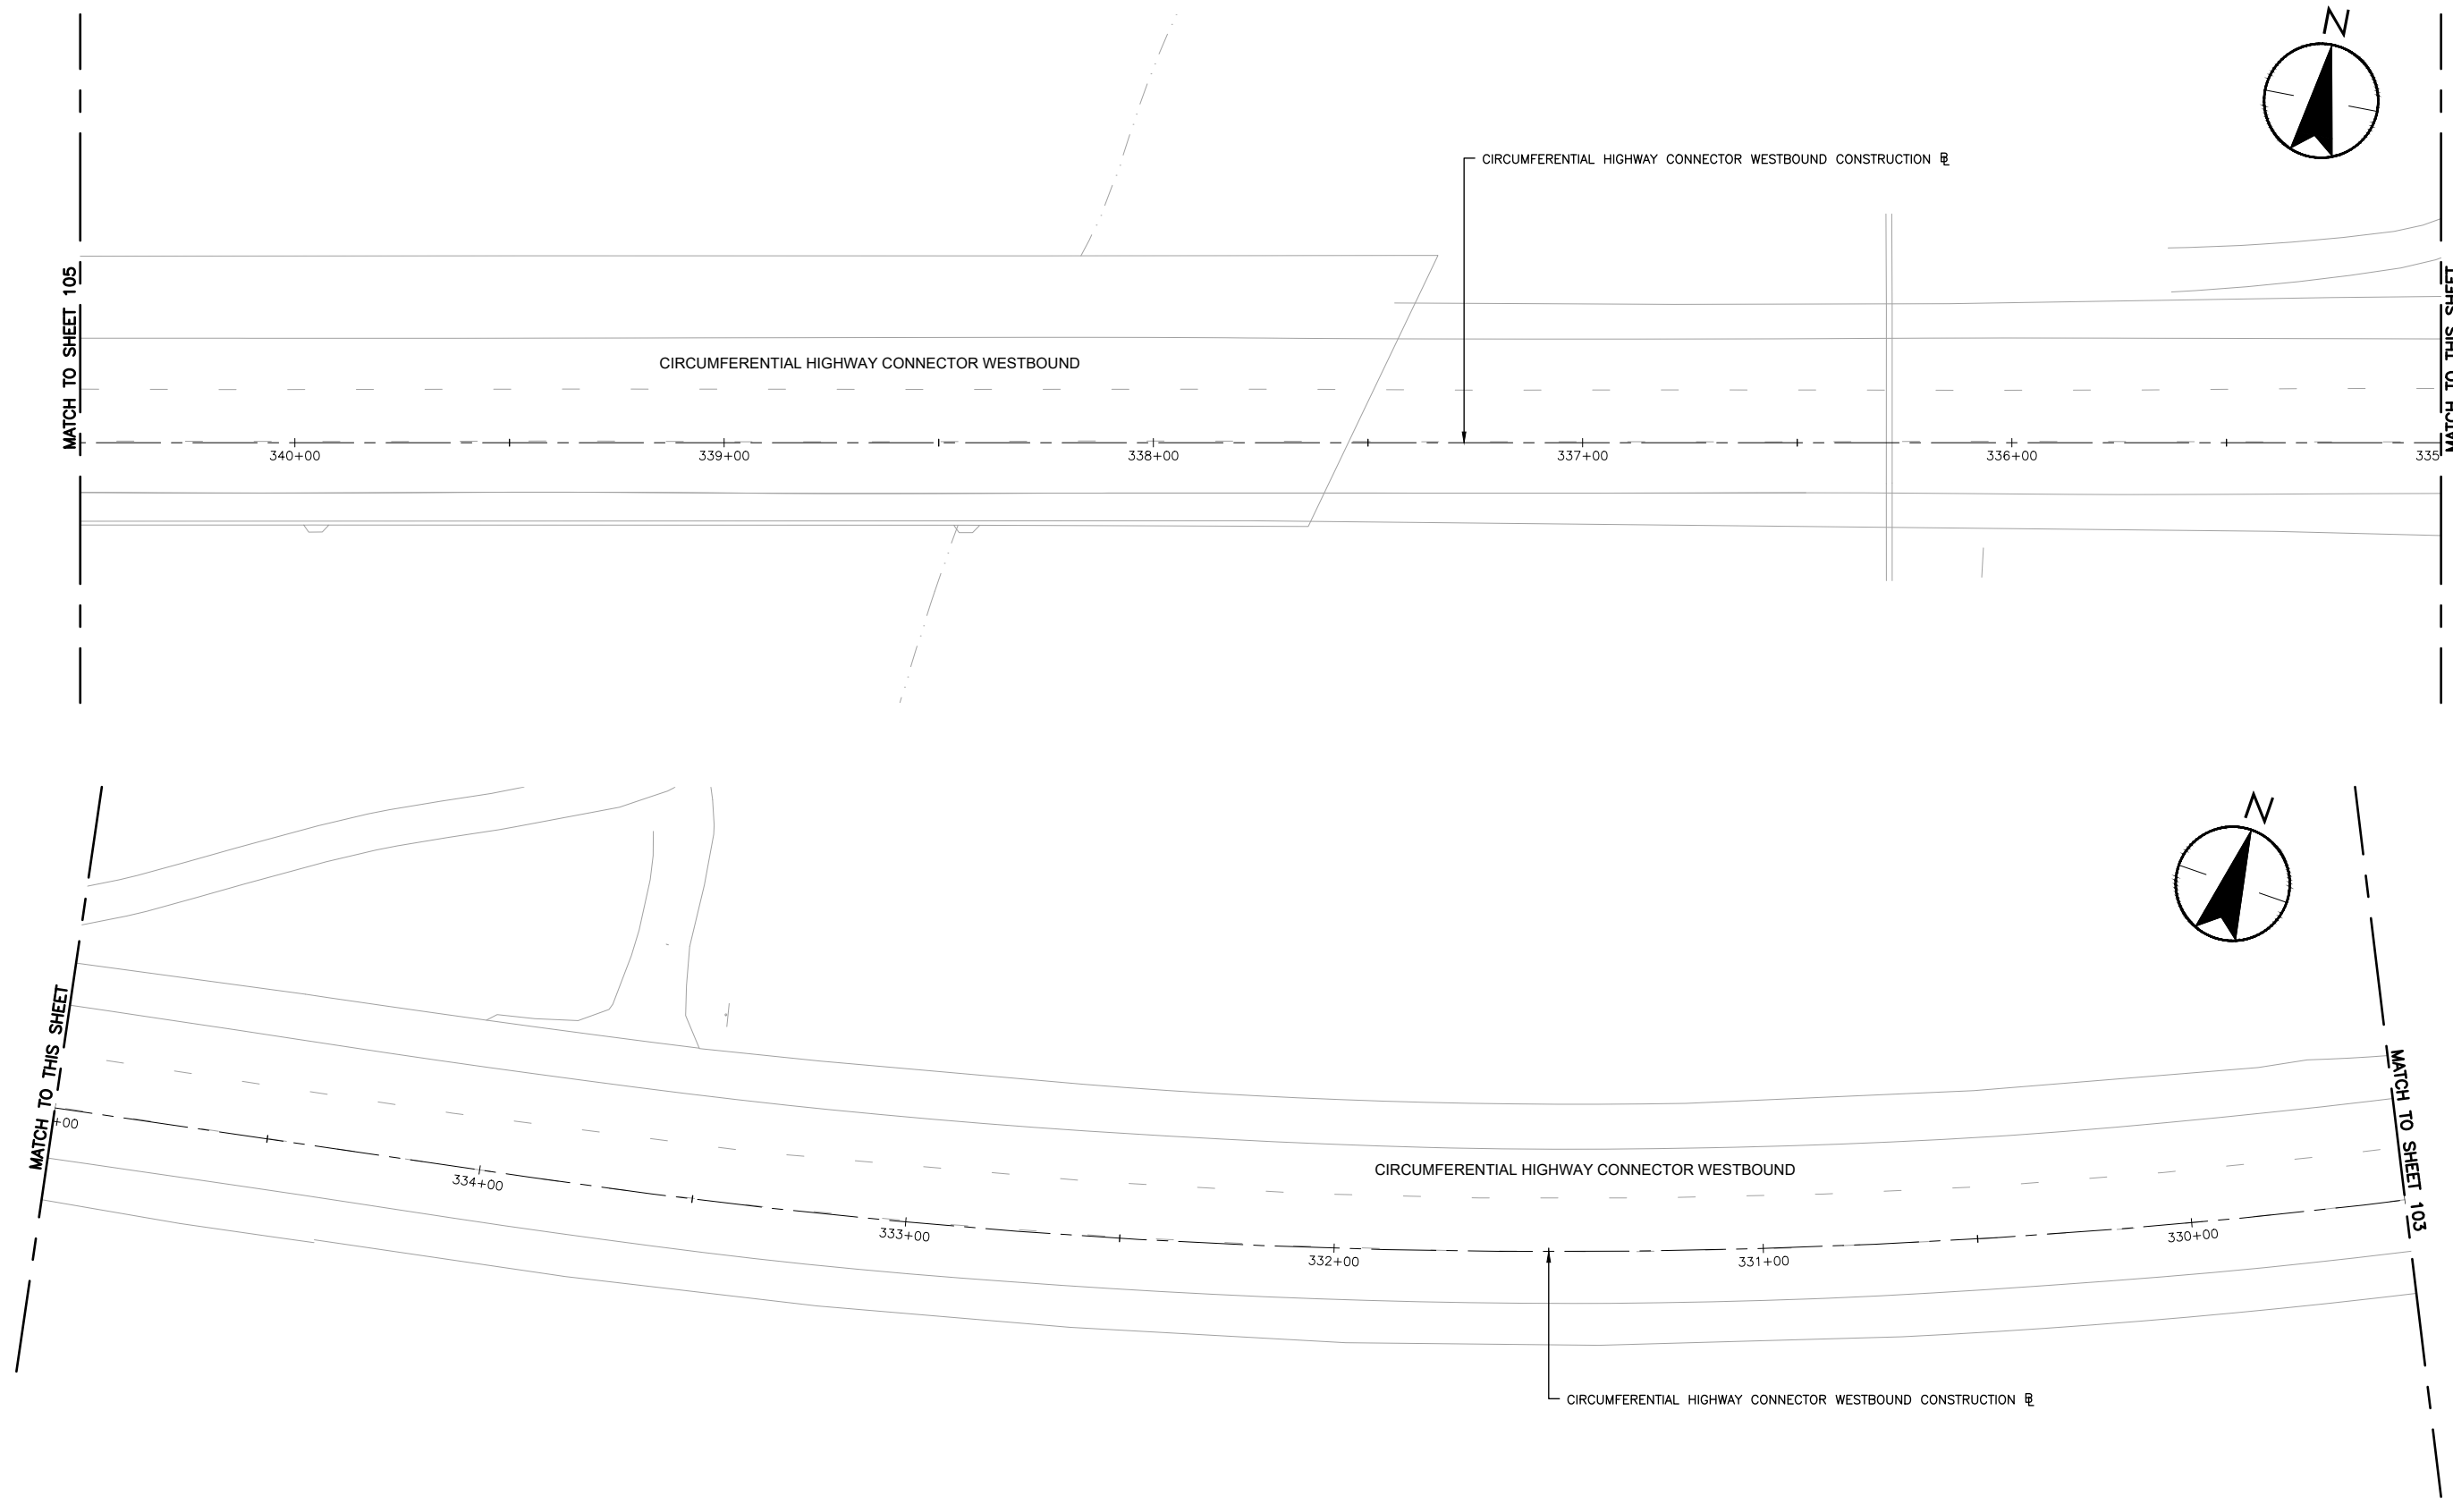 N
CIRCUMFERENTIAL HIGHWAY CONNECTOR WESTBOUND CONSTRUCTION ℄
MATCH TO SHEET 105
CIRCUMFERENTIAL HIGHWAY CONNECTOR WESTBOUND
MATCH TO THIS SHEET
340+00
339+00
338+00
337+00
336+00
335
N
MATCH TO THIS SHEET
+00
334+00
333+00
332+00
331+00
330+00
CIRCUMFERENTIAL HIGHWAY CONNECTOR WESTBOUND
MATCH TO SHEET 103
CIRCUMFERENTIAL HIGHWAY CONNECTOR WESTBOUND CONSTRUCTION BL